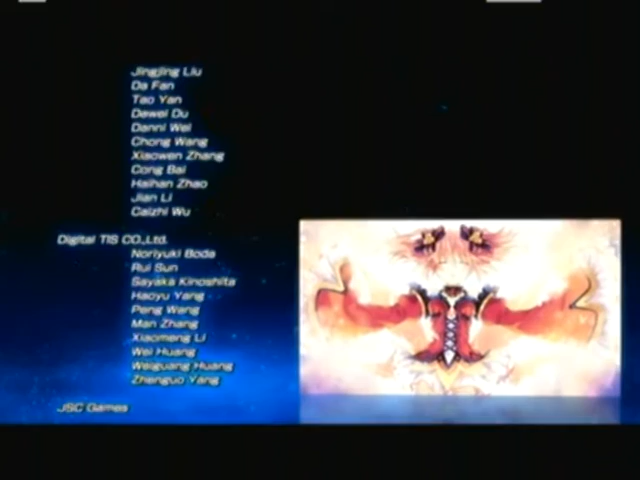 Jingjing Liu
Da Fan
Tao Yan
Dawei Du
Danni Wei
Chong Wang
Xiaowen Zhang
Cong Bai
Haihan Zhao
Jian Li
Caizhi Wu
Digital TIS CO.,Ltd.
Noriyuki Boda
Rui Sun
Sayaka Kinoshita
Haoyu Yang
Peng Wang
Man Zhang
Xiaomeng Li
Wei Huang
Weiguang Huang
Zhenguo Yang
JSC Games